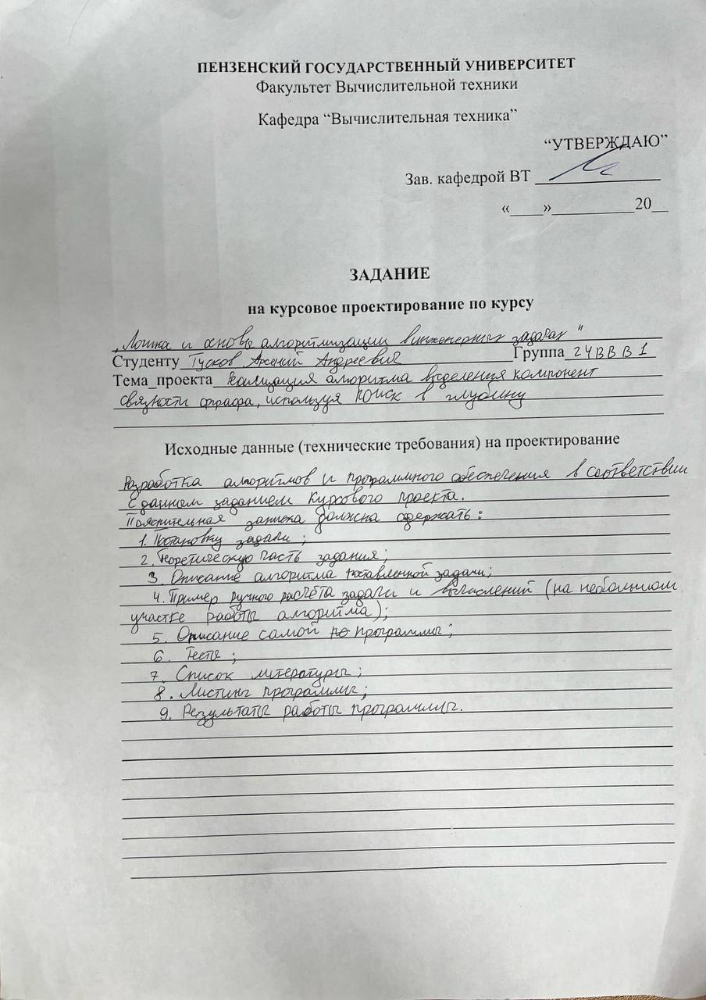 ПЕНЗЕНСКИЙ ГОСУДАРСТВЕННЫЙ УНИВЕРСИТЕТ
Факультет Вычислительной техники
Кафедра “Вычислительная техника”
“УТВЕРЖДАЮ”
Зав. кафедрой ВТ ____________
«____»__________20__
ЗАДАНИЕ
на курсовое проектирование по курсу
„Логика и основы алгоритмизации в инженерных задачах"
Студенту Тускову Арсений Андреевич Группа 24ВВВ1
Тема_проекта Реализация алгоритма выделения компонент
связности графа, используя поиск в глубину
Исходные данные (технические требования) на проектирование
Разработка алгоритмов и программного обеспечения в соответствии
с данным заданием курсового проекта.
Пояснительная записка должна содержать:
1. Постановку задачи;
2. Теоретическую часть задания;
3. Описание алгоритма поставленной задачи;
4. Пример ручного расчёта задачи и вычислений (на небольшом
участке работы алгоритма);
5. Описание самой программы;
6. Тесты;
7. Список литературы;
8. Листинг программы;
9. Результаты работы программы.